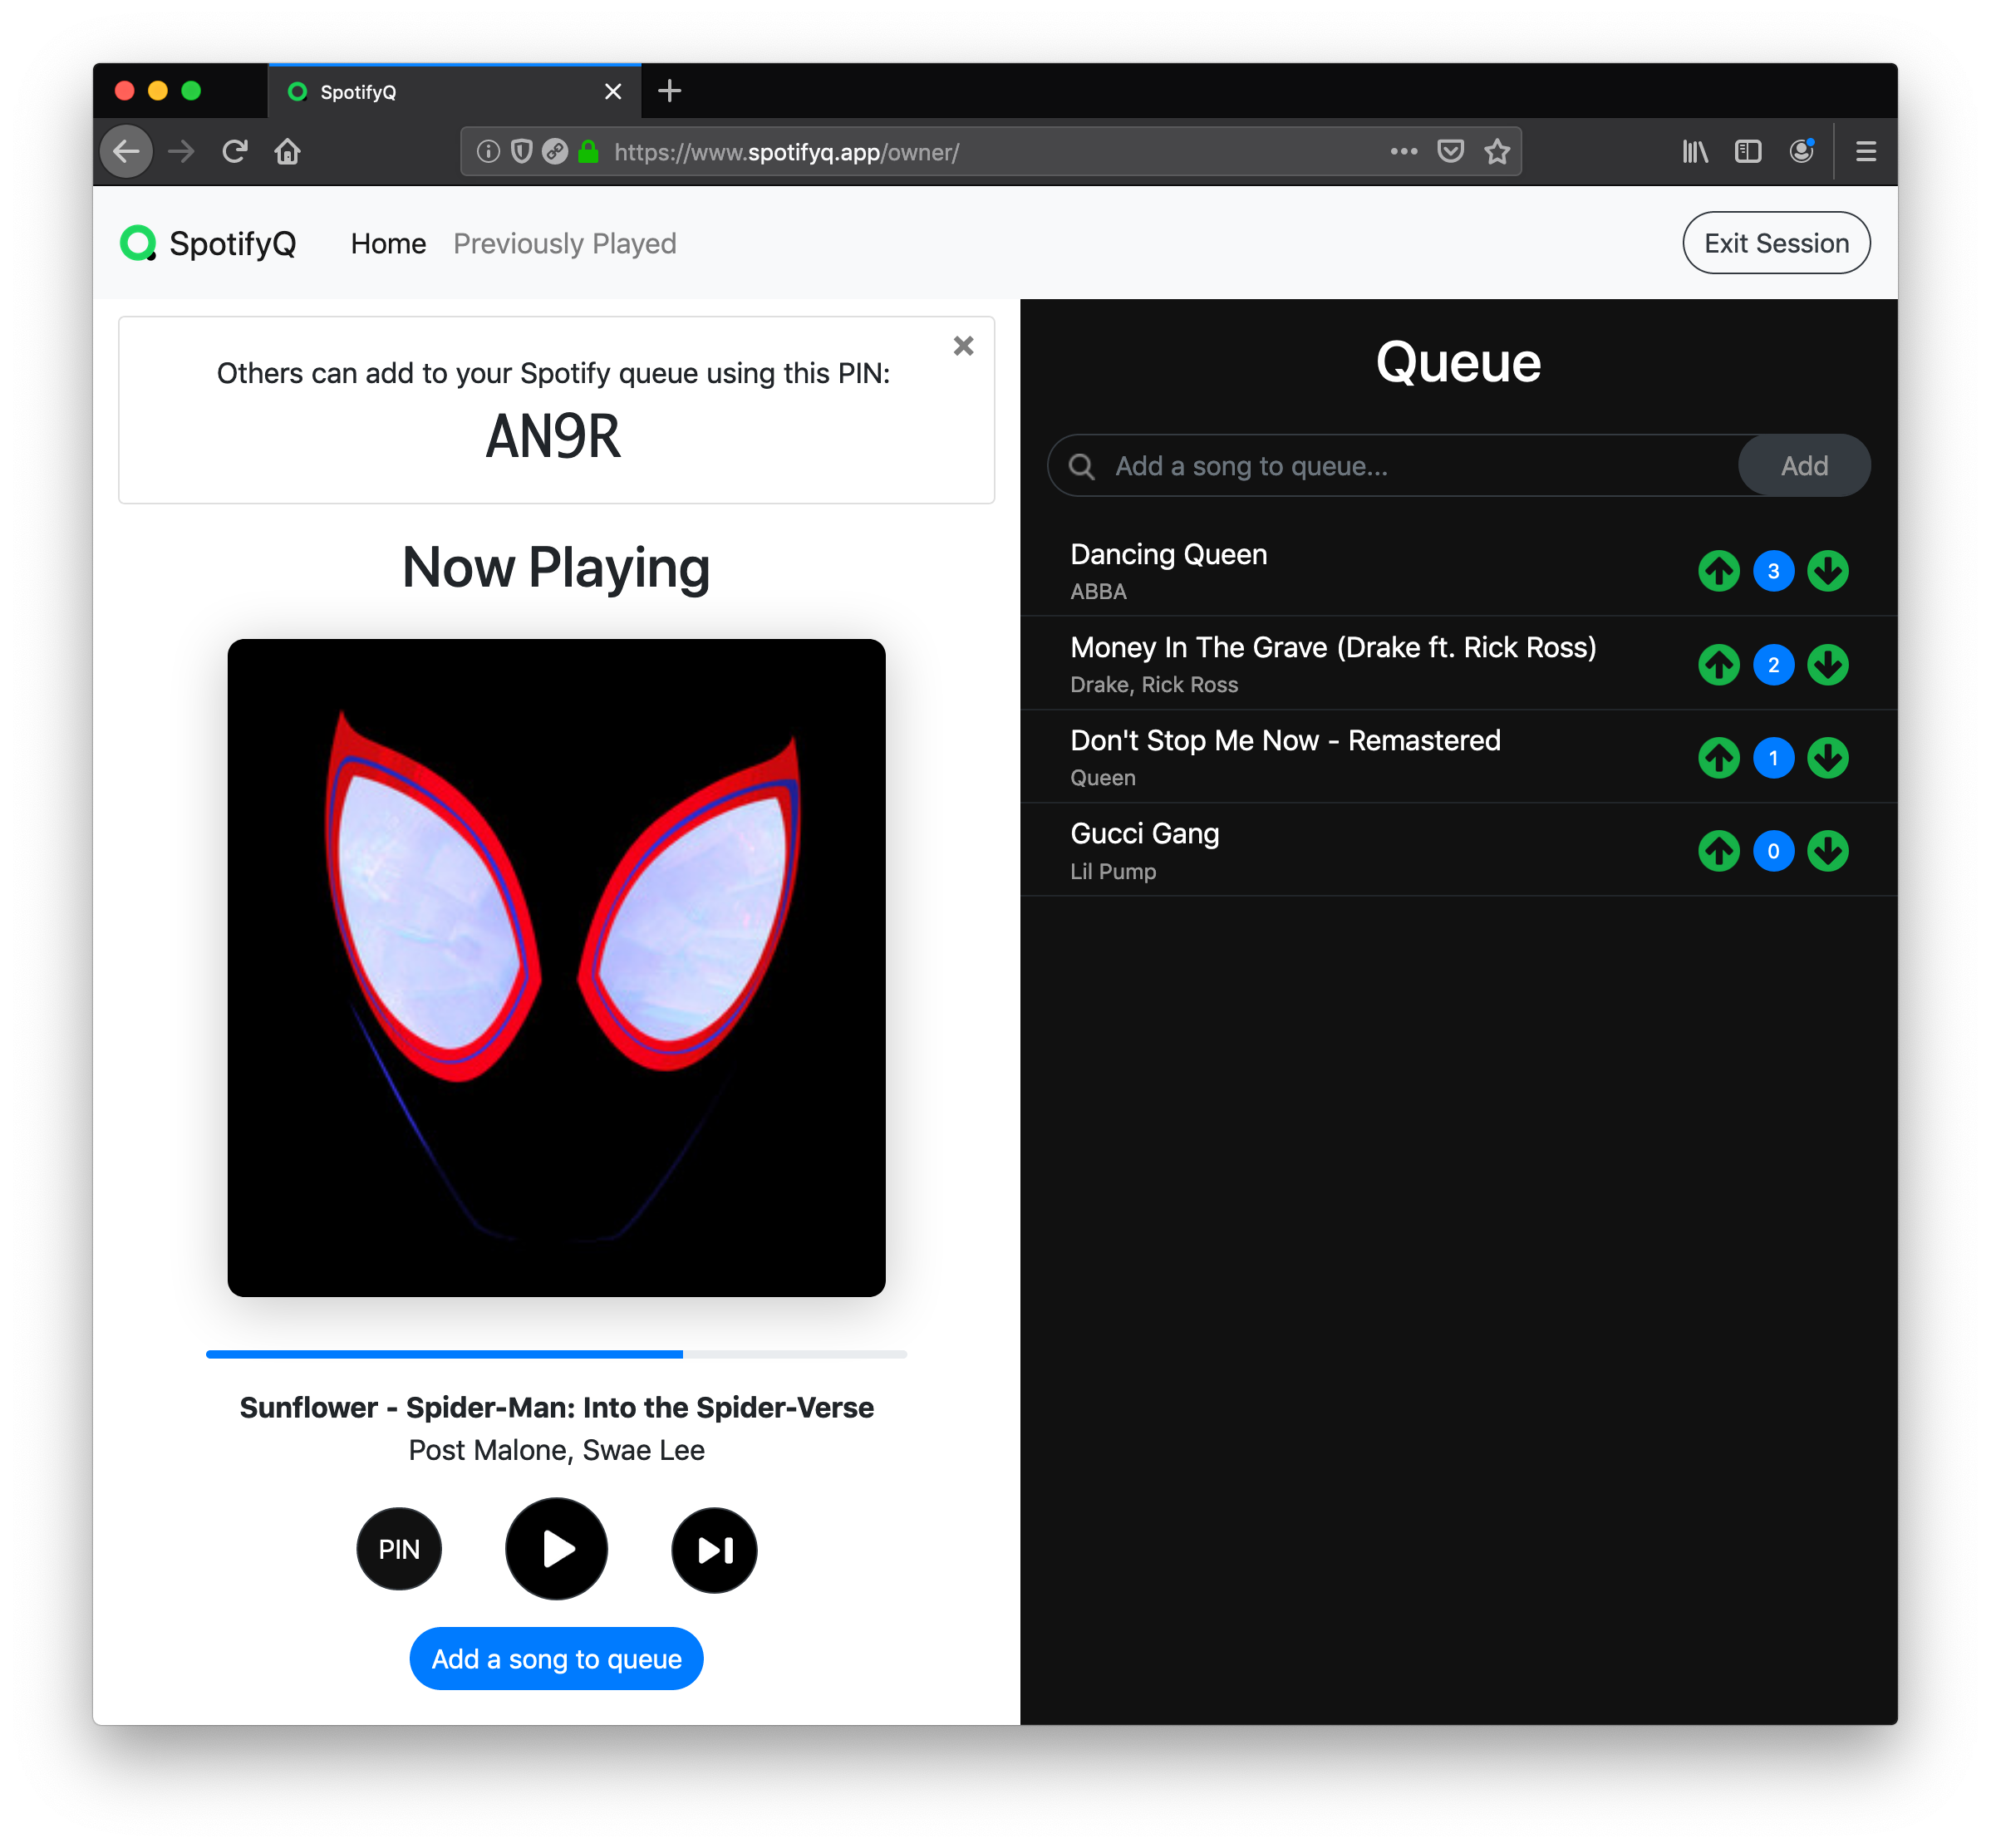 SpotifyQ
https://www.spotifyq.app/owner/
SpotifyQ
Home
Previously Played
Exit Session
Others can add to your Spotify queue using this PIN:
AN9R
Now Playing
Sunflower - Spider-Man: Into the Spider-Verse
Post Malone, Swae Lee
PIN
Add a song to queue
Queue
Add a song to queue...
Add
Dancing Queen
ABBA
3
Money In The Grave (Drake ft. Rick Ross)
Drake, Rick Ross
2
Don't Stop Me Now - Remastered
Queen
1
Gucci Gang
Lil Pump
0